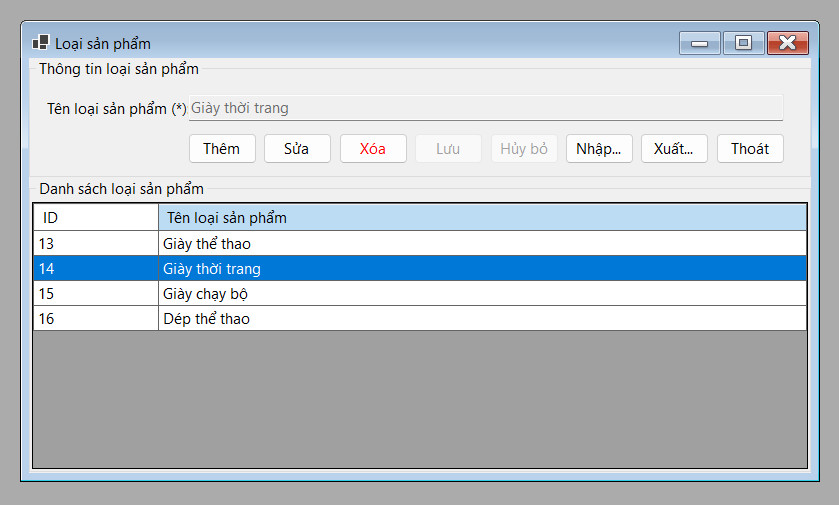 Loại sản phẩm
Thông tin loại sản phẩm
Tên loại sản phẩm (*) Giày thời trang
Thêm Sửa Xóa Lưu Hủy bỏ Nhập... Xuất... Thoát
Danh sách loại sản phẩm
ID Tên loại sản phẩm
13 Giày thể thao
14 Giày thời trang
15 Giày chạy bộ
16 Dép thể thao